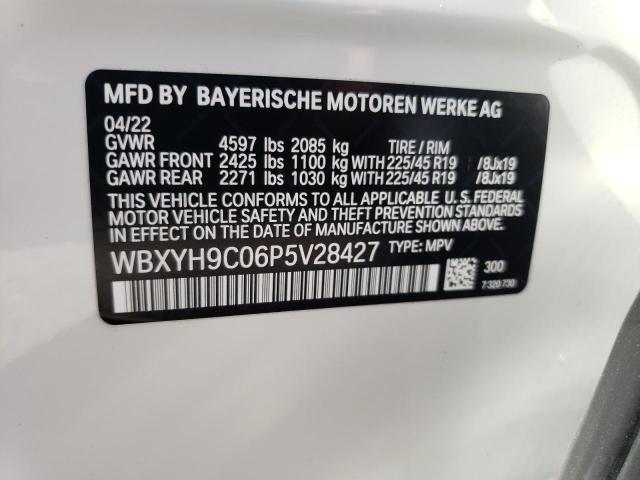 MFD BY BAYERISCHE MOTOREN WERKE AG
04/22
GVWR 4597 lbs 2085 kg TIRE / RIM
GAWR FRONT 2425 lbs 1100 kg WITH 225/45 R19 /8Jx19
GAWR REAR 2271 lbs 1030 kg WITH 225/45 R19 /8Jx19
THIS VEHICLE CONFORMS TO ALL APPLICABLE U. S. FEDERAL
MOTOR VEHICLE SAFETY AND THEFT PREVENTION STANDARDS
IN EFFECT ON THE DATE OF MANUFACTURE SHOWN ABOVE.
WBXYH9C06P5V28427 TYPE: MPV
300
7 320 730